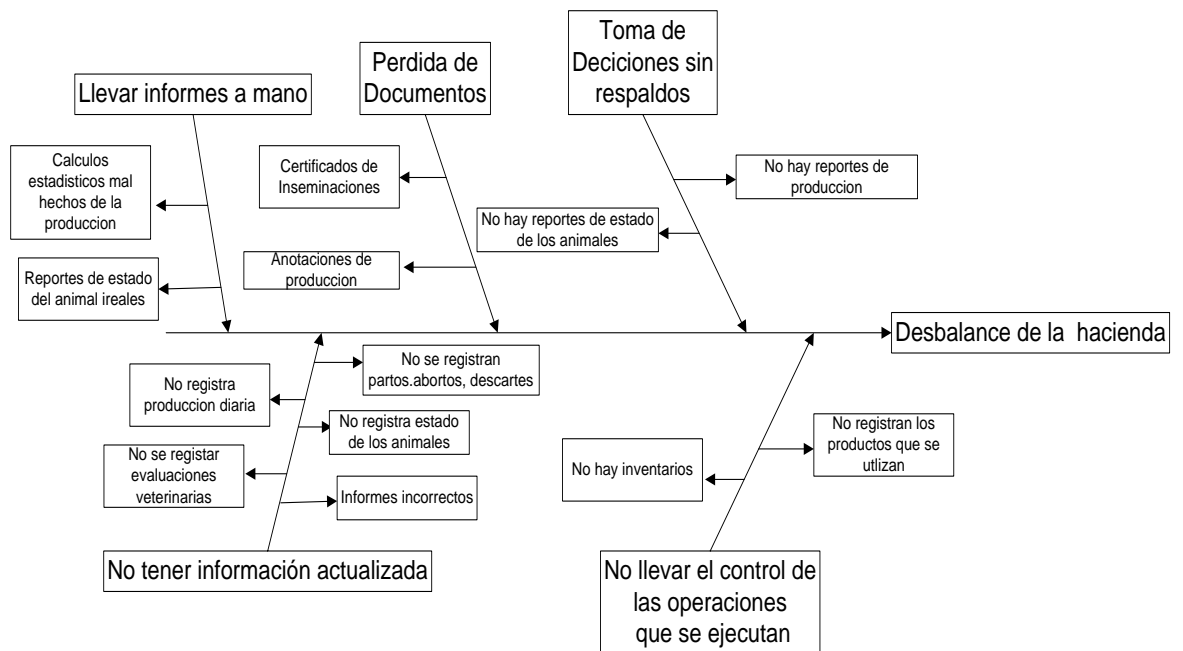 Toma de
Deciciones sin
respaldos
Perdida de
Documentos
Llevar informes a mano
Calculos
estadisticos mal
hechos de la
produccion
Certificados de
Inseminaciones
No hay reportes de
produccion
No hay reportes de estado
de los animales
Anotaciones de
produccion
Reportes de estado
del animal ireales
Desbalance de la hacienda
No se registran
partos.abortos, descartes
No registra
produccion diaria
No registra estado
de los animales
No se registar
evaluaciones
veterinarias
Informes incorrectos
No registran los
productos que se
utlizan
No hay inventarios
No tener información actualizada
No llevar el control de
las operaciones
que se ejecutan